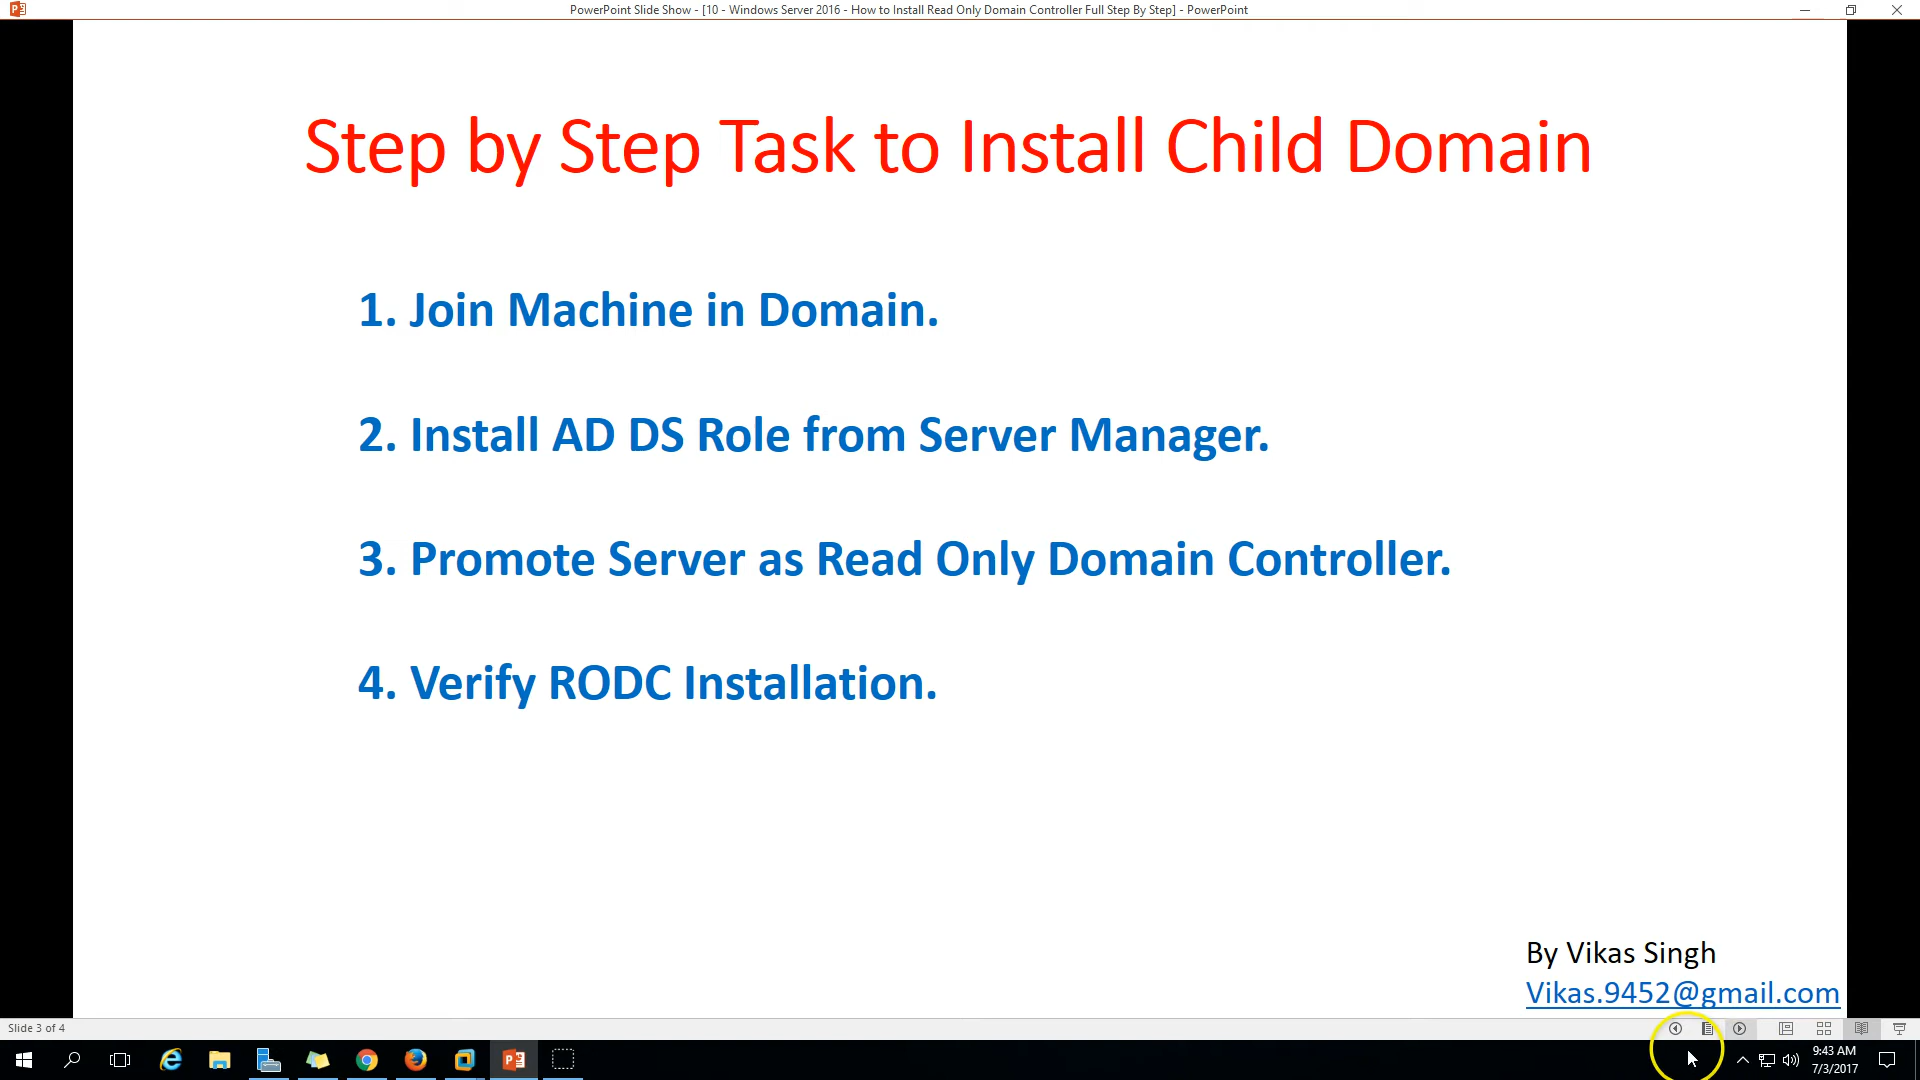 PowerPoint Slide Show - [10 - Windows Server 2016 - How to Install Read Only Domain Controller Full Step By Step] - PowerPoint
Step by Step Task to Install Child Domain
1. Join Machine in Domain.
2. Install AD DS Role from Server Manager.
3. Promote Server as Read Only Domain Controller.
4. Verify RODC Installation.
By Vikas Singh
Vikas.9452@gmail.com
Slide 3 of 4
9:43 AM
7/3/2017